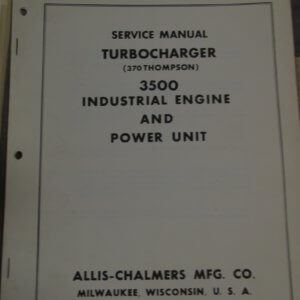 SERVICE MANUAL
TURBOCHARGER
(370 THOMPSON)
3500
INDUSTRIAL ENGINE
AND
POWER UNIT
ALLIS-CHALMERS MFG. CO.
MILWAUKEE, WISCONSIN, U. S. A.